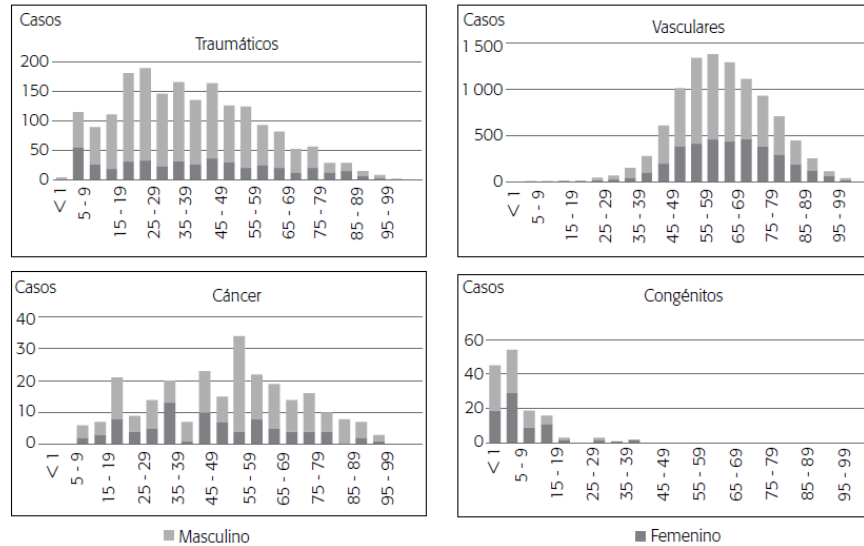 Casos
Traumáticos
200
150
100
50
0
< 1
5 - 9
15 - 19
25 - 29
35 - 39
45 - 49
55 - 59
65 - 69
75 - 79
85 - 89
95 - 99
Casos
Vasculares
1 500
1 000
500
0
< 1
5 - 9
15 - 19
25 - 29
35 - 39
45 - 49
55 - 59
65 - 69
75 - 79
85 - 89
95 - 99
Casos
Cáncer
40
30
20
10
0
< 1
5 - 9
15 - 19
25 - 29
35 - 39
45 - 49
55 - 59
65 - 69
75 - 79
85 - 89
95 - 99
Casos
Congénitos
60
40
20
0
< 1
5 - 9
15 - 19
25 - 29
35 - 39
45 - 49
55 - 59
65 - 69
75 - 79
85 - 89
95 - 99
Masculino
Femenino